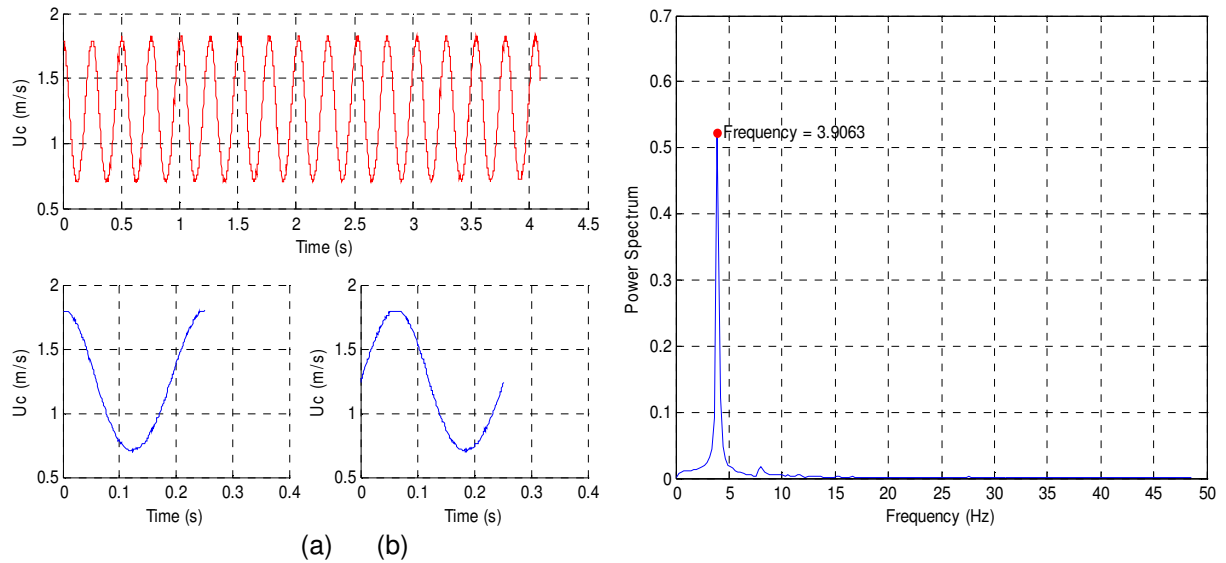 Uc (m/s)
2
1.5
1
0.5
0 0.5 1 1.5 2 2.5 3 3.5 4 4.5
Time (s)
Uc (m/s)
2
1.5
1
0.5
0 0.1 0.2 0.3 0.4
Time (s)
Uc (m/s)
2
1.5
1
0.5
0 0.1 0.2 0.3 0.4
Time (s)
(a) (b)
Power Spectrum
0.7
0.6
0.5
0.4
0.3
0.2
0.1
0
Frequency = 3.9063
0 5 10 15 20 25 30 35 40 45 50
Frequency (Hz)